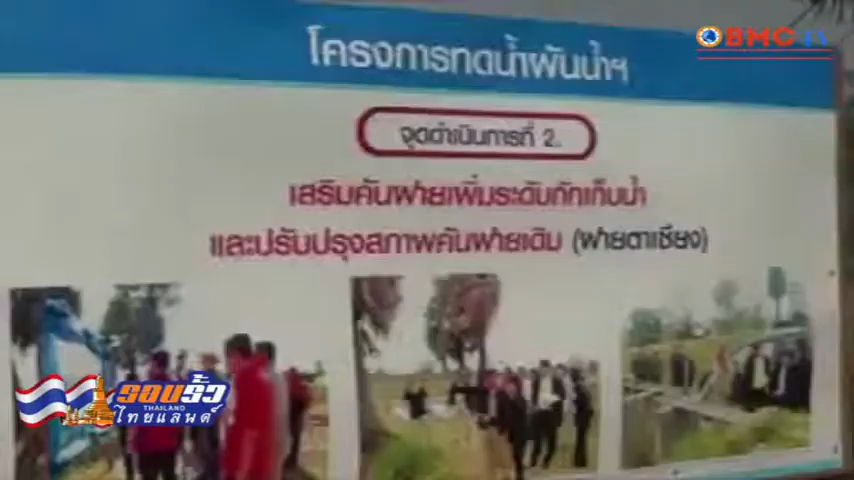 BMC TV
โครงการทดน้ำผันน้ำฯ
จุดดำเนินการที่ 2.
เสริมคันฝายเพิ่มระดับกักเก็บน้ำ
และปรับปรุงสภาพคันฝายเดิม (ฝายตาเชียง)
รอบรั้ว
THAILAND
ไทยแลนด์